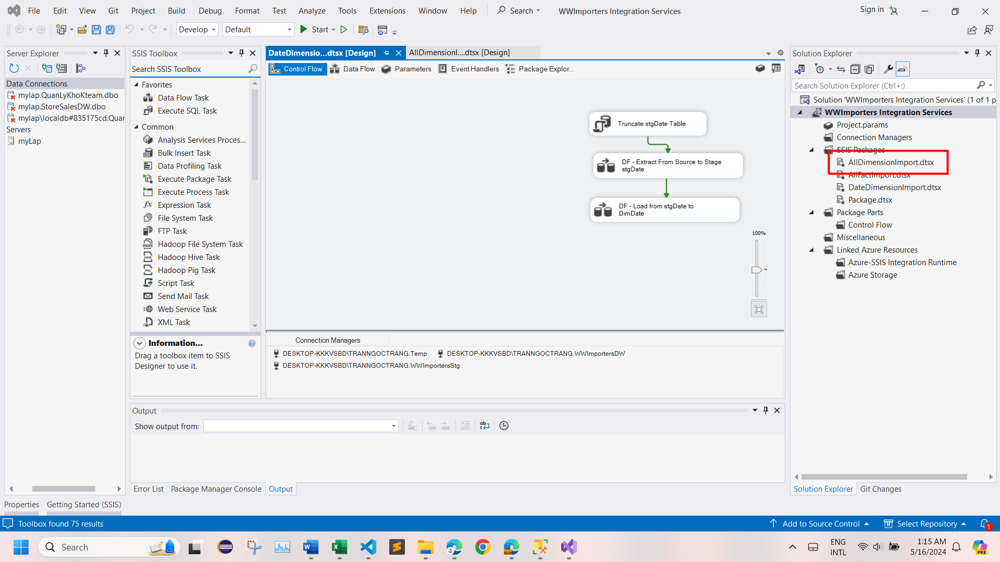 File Edit View Git Project Build Debug Format Test Analyze Tools Extensions Window Help Search WWImporters Integration Services Sign in
Develop Default Start
Server Explorer
Data Connections
mylap.QuanLyKhoKteam.dbo
mylap.StoreSalesDW.dbo
mylap\localdb#835175cd.Quar
Servers
myLap
SSIS Toolbox
Search SSIS Toolbox
Favorites
Data Flow Task
Execute SQL Task
Common
Analysis Services Proces...
Bulk Insert Task
Data Profiling Task
Execute Package Task
Execute Process Task
Expression Task
File System Task
FTP Task
Hadoop File System Task
Hadoop Hive Task
Hadoop Pig Task
Script Task
Send Mail Task
Web Service Task
XML Task
Information...
Drag a toolbox item to SSIS
Designer to use it.
DateDimensio...dtsx [Design] AllDimensionI....dtsx [Design]
Control Flow Data Flow Parameters Event Handlers Package Explor...
Truncate stgDate Table
DF - Extract From Source to Stage
stgDate
DF - Load from stgDate to
DimDate
100%
Connection Managers
DESKTOP-KKKVSBD\TRANNGOCTRANG.Temp DESKTOP-KKKVSBD\TRANNGOCTRANG.WWImportersDW
DESKTOP-KKKVSBD\TRANNGOCTRANG.WWImportersStg
Output
Show output from:
Error List Package Manager Console Output
Solution Explorer
Search Solution Explorer (Ctrl+;)
Solution 'WWImporters Integration Services' (1 of 1 p
WWImporters Integration Services
Project.params
Connection Managers
SSIS Packages
AllDimensionImport.dtsx
AllFactImport.dtsx
DateDimensionImport.dtsx
Package.dtsx
Package Parts
Control Flow
Miscellaneous
Linked Azure Resources
Azure-SSIS Integration Runtime
Azure Storage
Solution Explorer Git Changes
Properties Getting Started (SSIS)
Toolbox found 75 results Add to Source Control Select Repository 1
Search
ENG
INTL
1:15 AM
5/16/2024
PRE